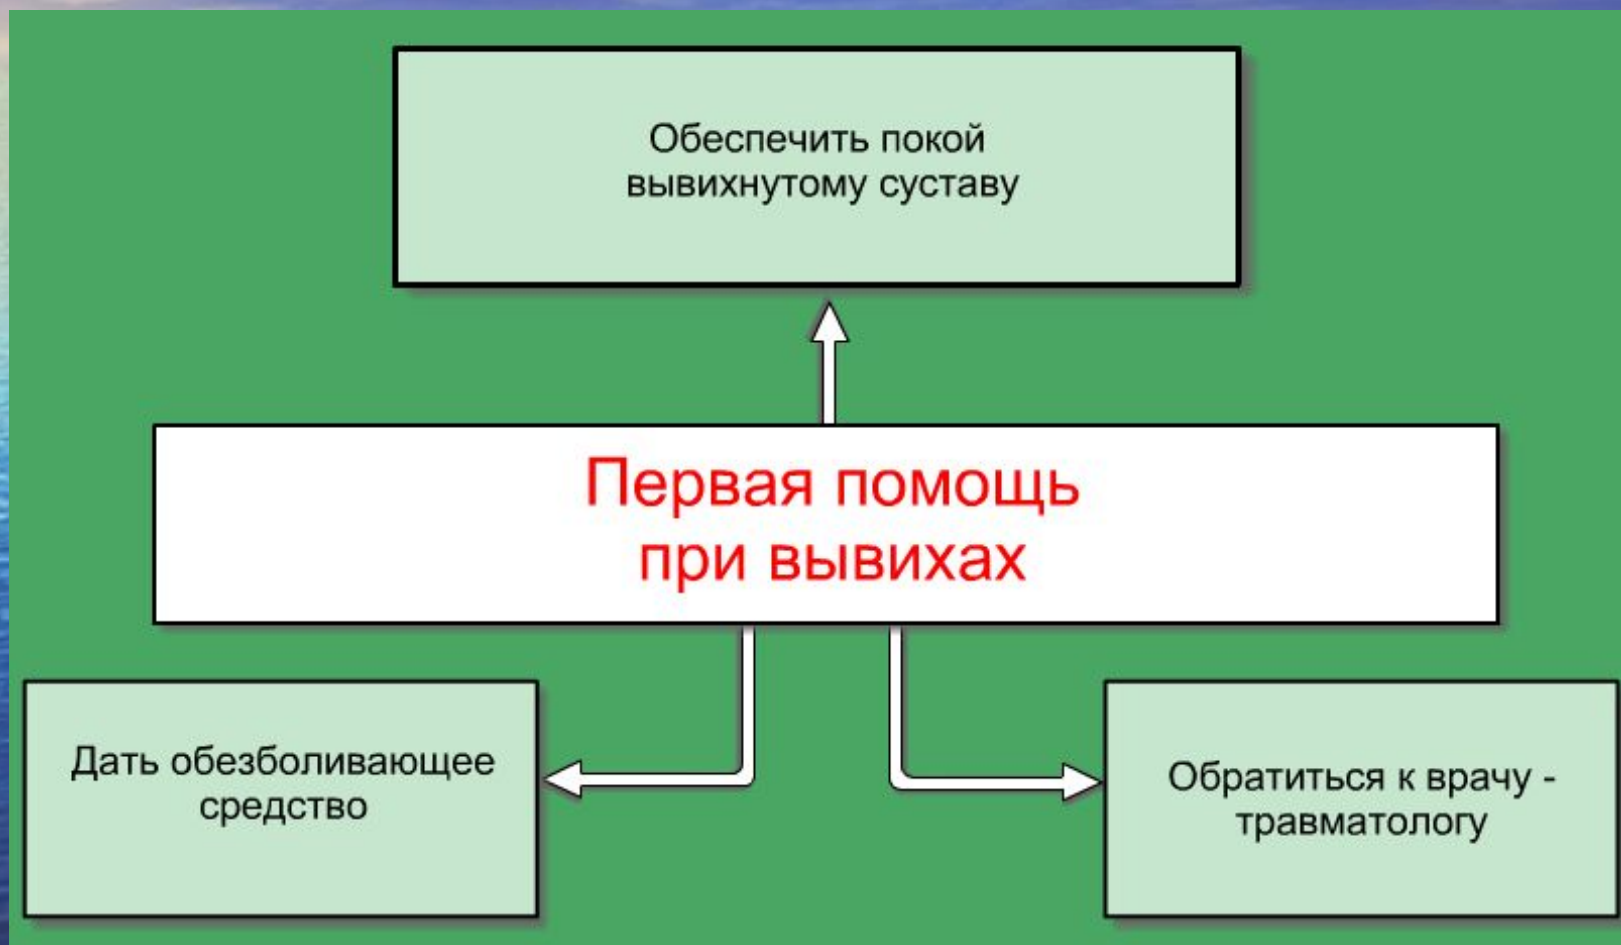 Обеспечить покой
вывихнутому суставу
Первая помощь
при вывихах
Дать обезболивающее
средство
Обратиться к врачу -
травматологу